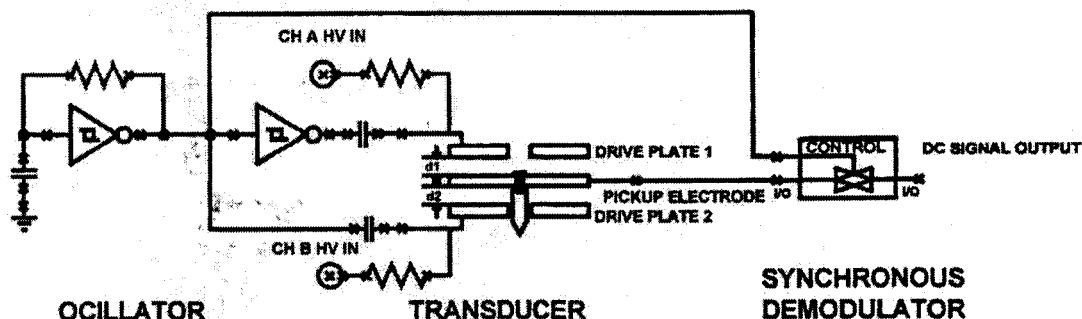 CH A HV IN
DRIVE PLATE 1
CONTROL
DC SIGNAL OUTPUT
d1
d2
PICKUP ELECTRODE
I/O
I/O
DRIVE PLATE 2
CH B HV IN
OCILLATOR
TRANSDUCER
SYNCHRONOUS
DEMODULATOR